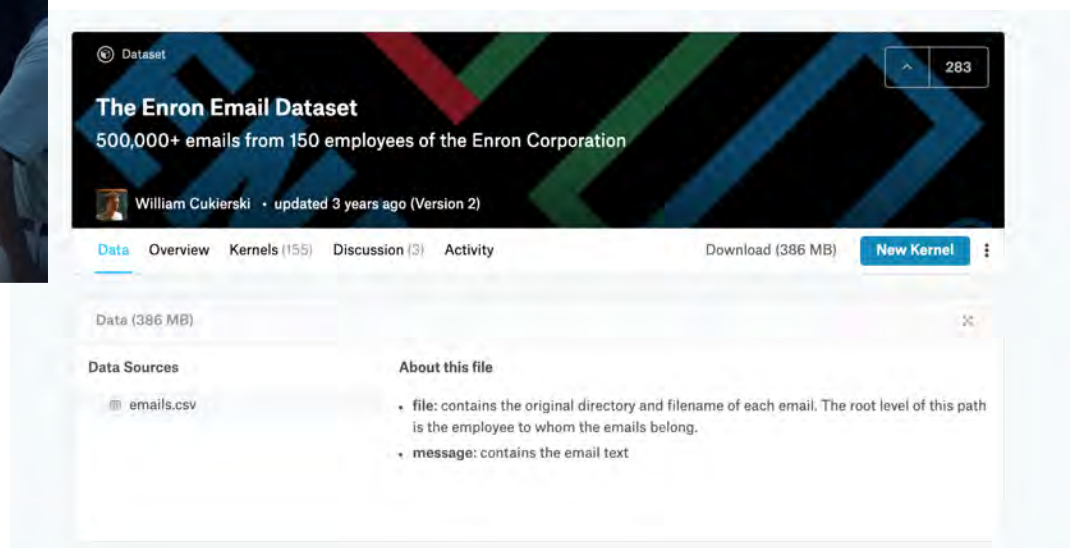 Dataset
283
The Enron Email Dataset
500,000+ emails from 150 employees of the Enron Corporation
William Cukierski • updated 3 years ago (Version 2)
Data Overview Kernels (155) Discussion (3) Activity Download (386 MB) New Kernel
Data (386 MB)
Data Sources
emails.csv
About this file
• file: contains the original directory and filename of each email. The root level of this path
is the employee to whom the emails belong.
• message: contains the email text